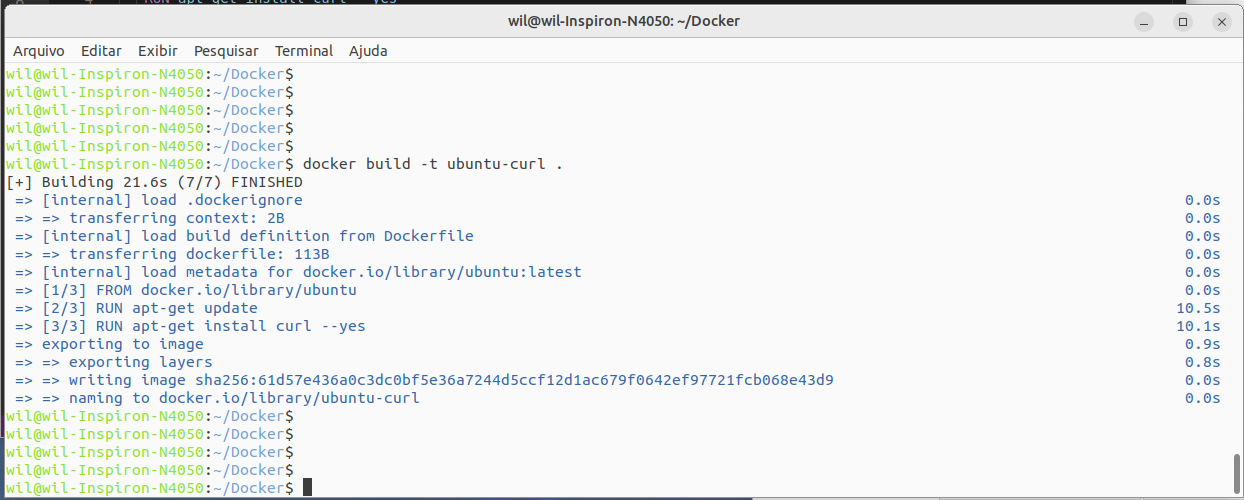 RUN apt-get install curl --yes
wil@wil-Inspiron-N4050: ~/Docker
Arquivo Editar Exibir Pesquisar Terminal Ajuda
wil@wil-Inspiron-N4050:~/Docker$
wil@wil-Inspiron-N4050:~/Docker$
wil@wil-Inspiron-N4050:~/Docker$
wil@wil-Inspiron-N4050:~/Docker$
wil@wil-Inspiron-N4050:~/Docker$
wil@wil-Inspiron-N4050:~/Docker$ docker build -t ubuntu-curl .
[+] Building 21.6s (7/7) FINISHED
=> [internal] load .dockerignore 0.0s
=> => transferring context: 2B 0.0s
=> [internal] load build definition from Dockerfile 0.0s
=> => transferring dockerfile: 113B 0.0s
=> [internal] load metadata for docker.io/library/ubuntu:latest 0.0s
=> [1/3] FROM docker.io/library/ubuntu 0.0s
=> [2/3] RUN apt-get update 10.5s
=> [3/3] RUN apt-get install curl --yes 10.1s
=> exporting to image 0.9s
=> => exporting layers 0.8s
=> => writing image sha256:61d57e436a0c3dc0bf5e36a7244d5ccf12d1ac679f0642ef97721fcb068e43d9 0.0s
=> => naming to docker.io/library/ubuntu-curl 0.0s
wil@wil-Inspiron-N4050:~/Docker$
wil@wil-Inspiron-N4050:~/Docker$
wil@wil-Inspiron-N4050:~/Docker$
wil@wil-Inspiron-N4050:~/Docker$
wil@wil-Inspiron-N4050:~/Docker$